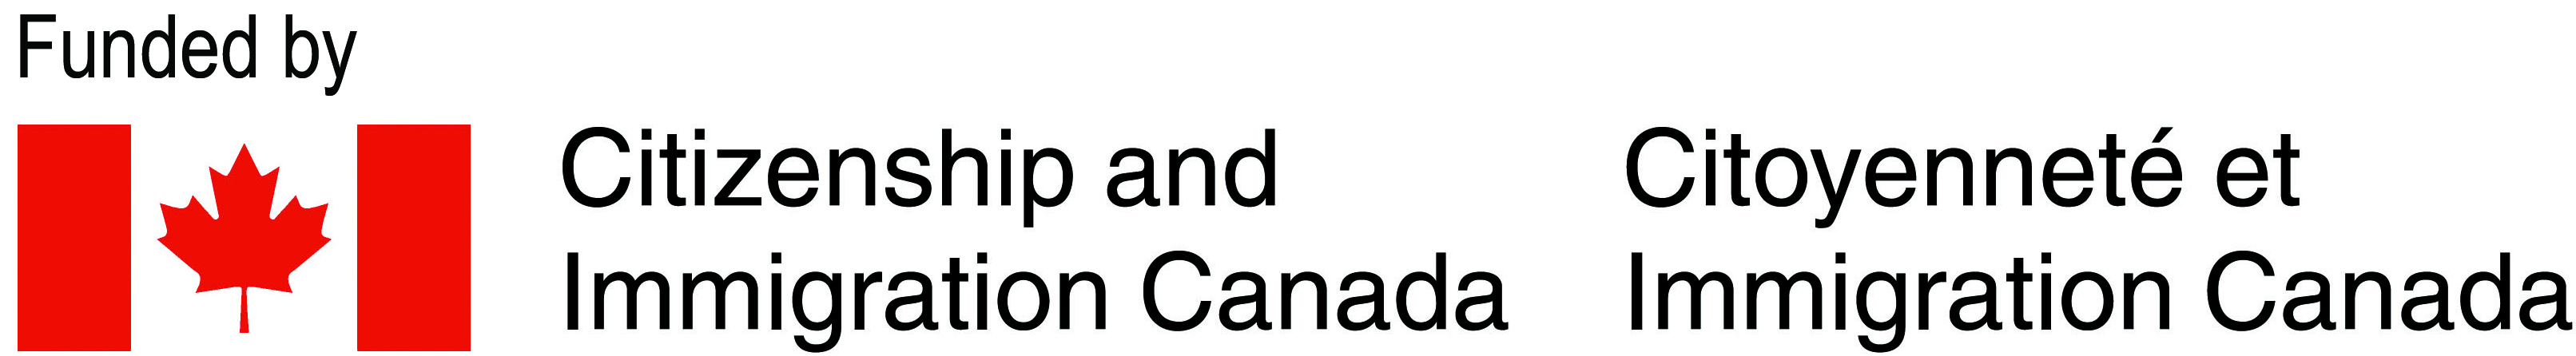 Funded by
Citizenship and
Immigration Canada
Citoyenneté et
Immigration Canada